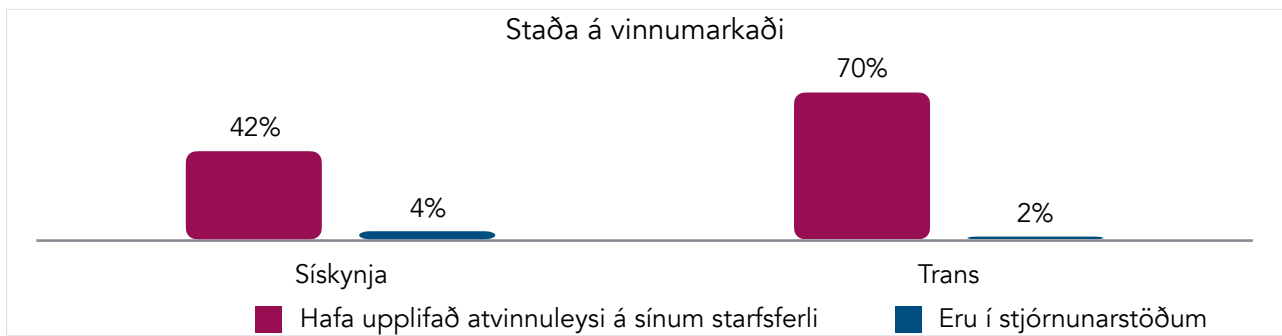 Staða á vinnumarkaði
70%
42%
4%
2%
Sískynja
Trans
Hafa upplifað atvinnuleysi á sínum starfsferli
Eru í stjórnunarstöðum